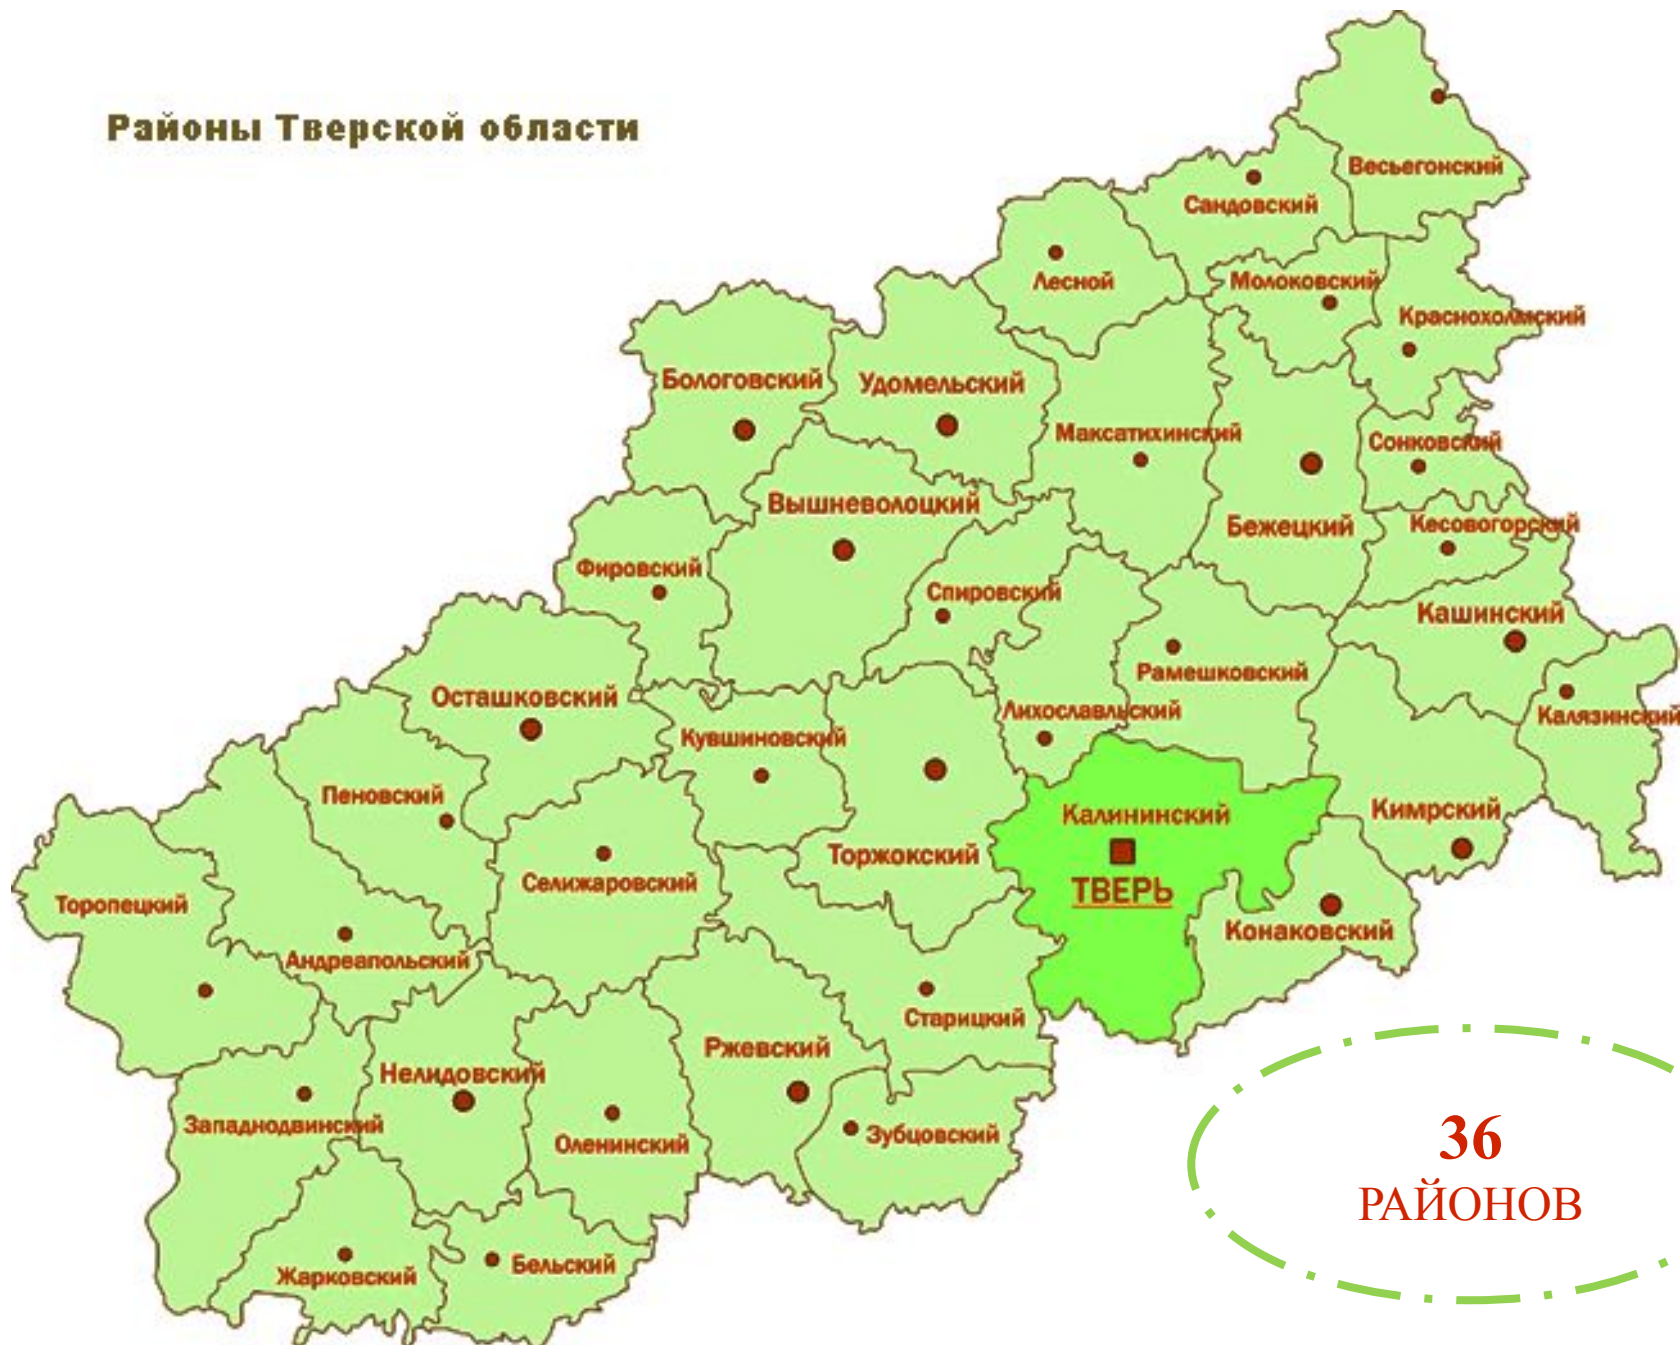 Районы Тверской области
Весьегонский
Сандовский
Лесной
Молоковский
Краснохолмский
Бологовский
Удомельский
Максатихинский
Сонковский
Вышневолоцкий
Бежецкий
Кесовогорский
Фировский
Спировский
Кашинский
Рамешковский
Осташковский
Лихославльский
Калязинский
Кувшиновский
Пеновский
Калининский
Кимрский
Торжокский
Селижаровский
ТВЕРЬ
Торопецкий
Конаковский
Андреапольский
Старицкий
Ржевский
Нелидовский
Западнодвинский
Оленинский
Зубцовский
36
РАЙОНОВ
Жарковский
Бельский